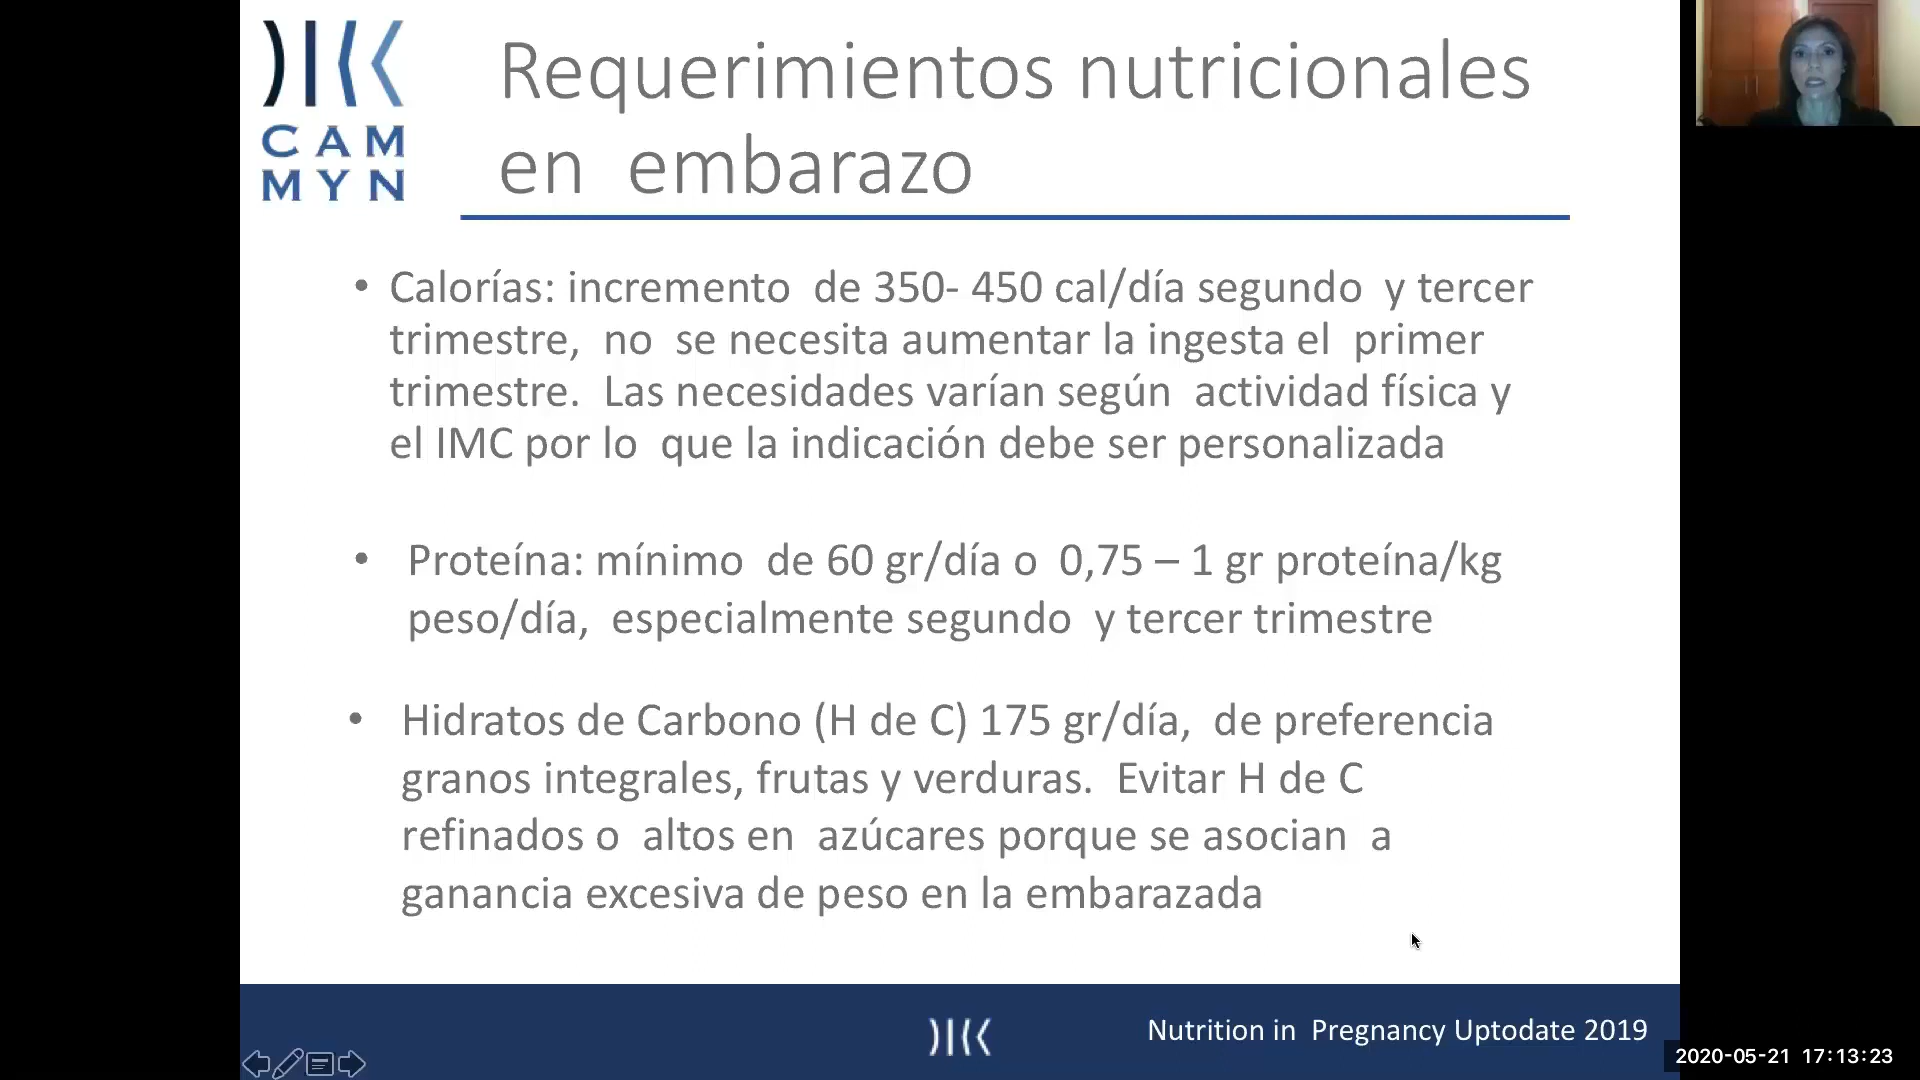 CAM
MYN
Requerimientos nutricionales
en embarazo
• Calorías: incremento de 350- 450 cal/día segundo y tercer
trimestre, no se necesita aumentar la ingesta el primer
trimestre. Las necesidades varían según actividad física y
el IMC por lo que la indicación debe ser personalizada
• Proteína: mínimo de 60 gr/día o 0,75 – 1 gr proteína/kg
peso/día, especialmente segundo y tercer trimestre
• Hidratos de Carbono (H de C) 175 gr/día, de preferencia
granos integrales, frutas y verduras. Evitar H de C
refinados o altos en azúcares porque se asocian a
ganancia excesiva de peso en la embarazada
Nutrition in Pregnancy Uptodate 2019
2020-05-21 17:13:23